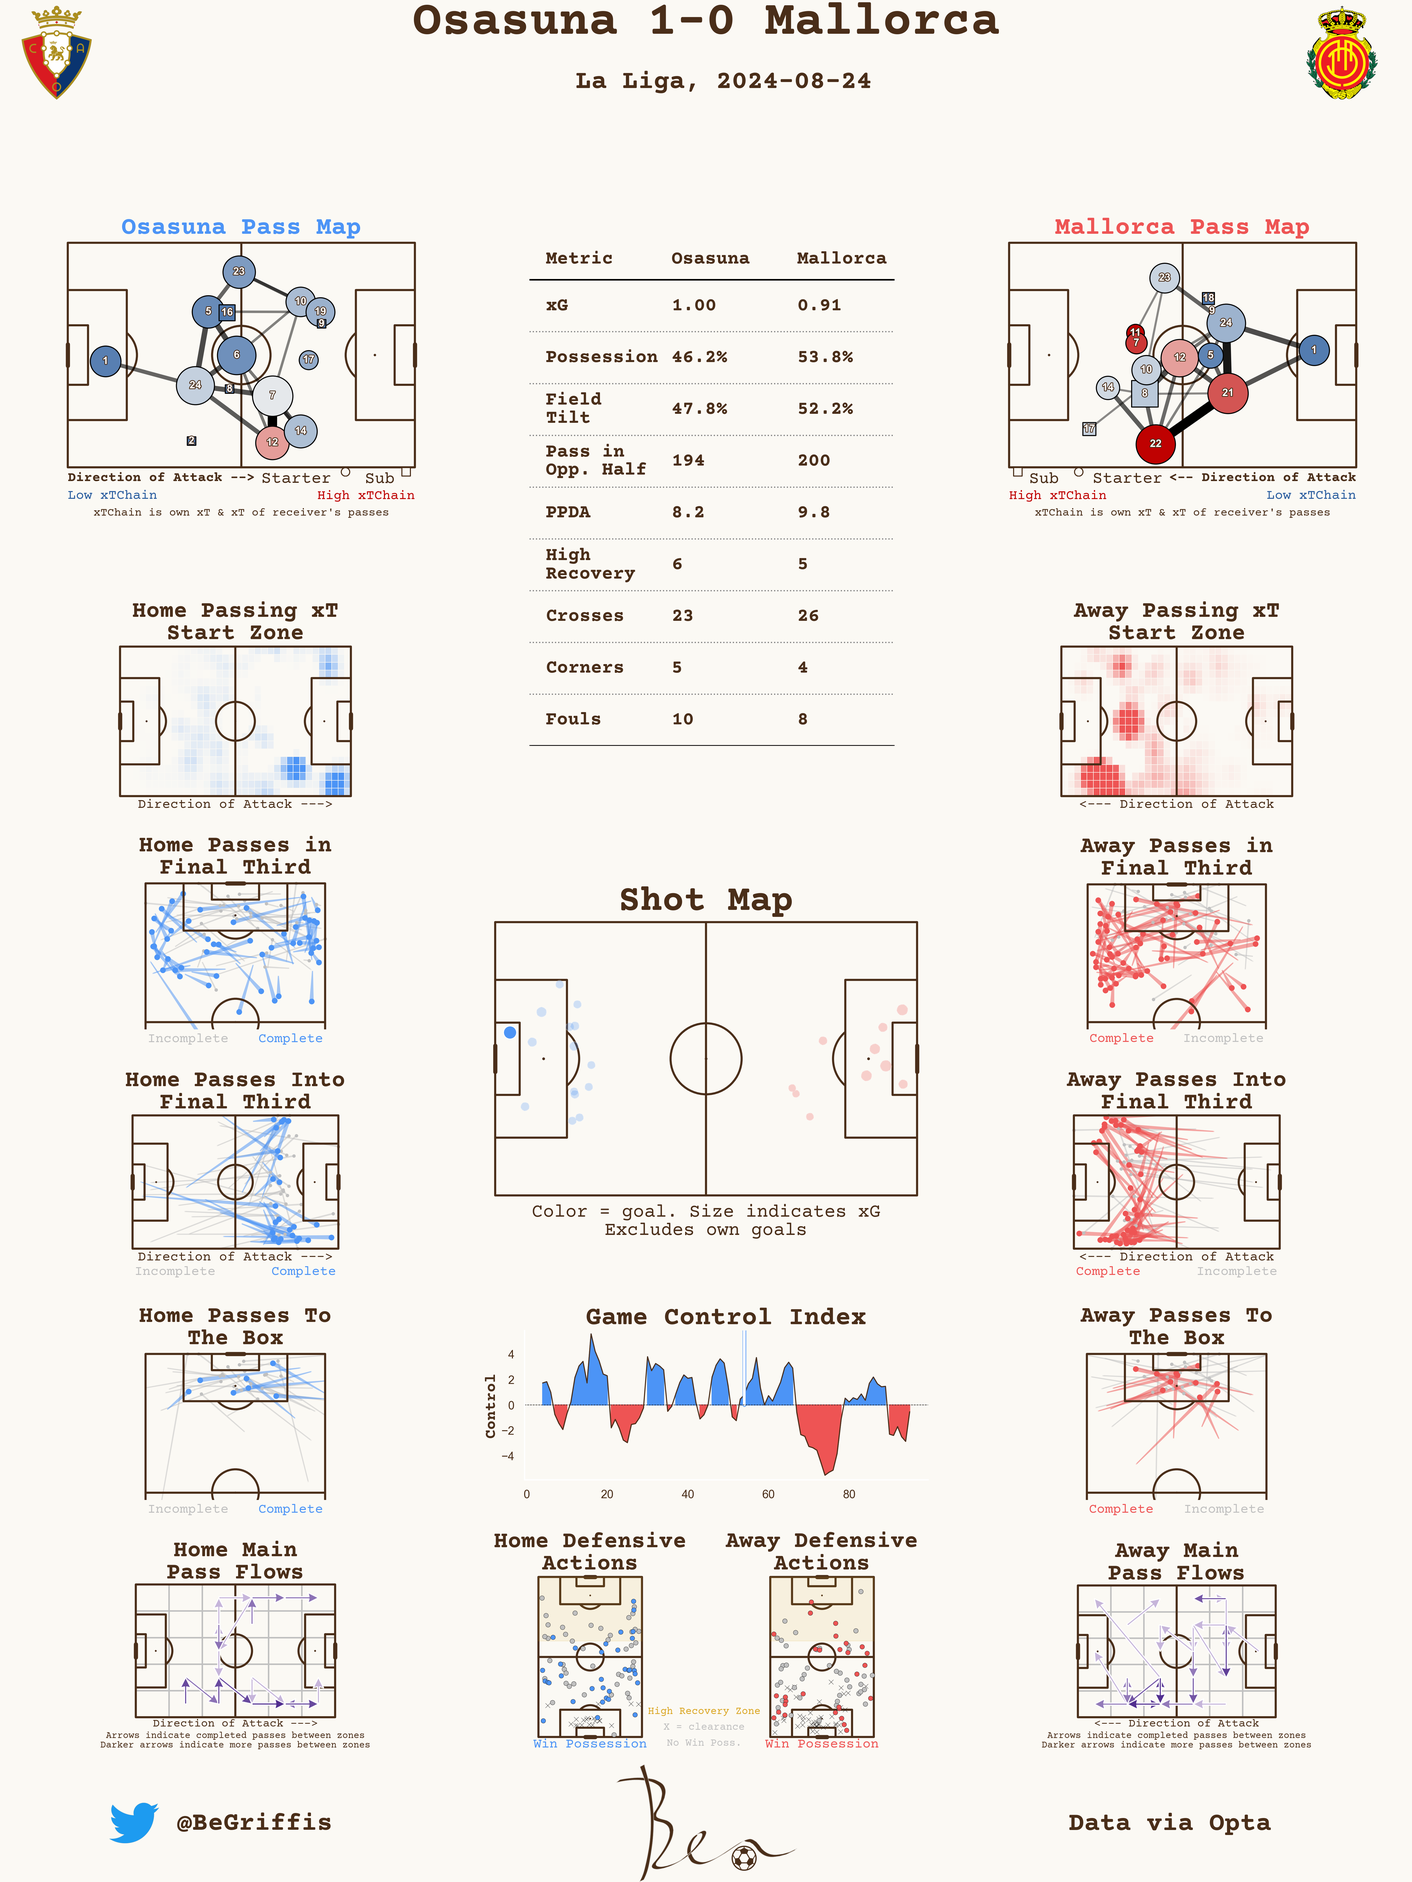 Osasuna 1-0 Mallorca
La Liga, 2024-08-24
Osasuna Pass Map
23
10
5
16
19
9
1
6
17
24
8
7
2
12
14
Direction of Attack --> Starter Sub
Low xTChain High xTChain
xTChain is own xT & xT of receiver's passes
Metric Osasuna Mallorca
xG 1.00 0.91
Possession 46.2% 53.8%
Field
Tilt 47.8% 52.2%
Pass in
Opp. Half 194 200
PPDA 8.2 9.8
High
Recovery 6 5
Crosses 23 26
Corners 5 4
Fouls 10 8
Mallorca Pass Map
23
18
9
24
11
7
12
5
1
10
14
8
21
17
22
Sub Starter <-- Direction of Attack
High xTChain Low xTChain
xTChain is own xT & xT of receiver's passes
Home Passing xT
Start Zone
Direction of Attack --->
Away Passing xT
Start Zone
<--- Direction of Attack
Home Passes in
Final Third
Incomplete Complete
Away Passes in
Final Third
Complete Incomplete
Shot Map
Color = goal. Size indicates xG
Excludes own goals
Home Passes Into
Final Third
Direction of Attack --->
Incomplete Complete
Away Passes Into
Final Third
<--- Direction of Attack
Complete Incomplete
Home Passes To
The Box
Incomplete Complete
Game Control Index
Control
4
2
0
−2
−4
0 20 40 60 80
Away Passes To
The Box
Complete Incomplete
Home Main
Pass Flows
Direction of Attack --->
Arrows indicate completed passes between zones
Darker arrows indicate more passes between zones
Home Defensive
Actions
Win Possession
Away Defensive
Actions
Win Possession
High Recovery Zone
X = clearance
No Win Poss.
Away Main
Pass Flows
<--- Direction of Attack
Arrows indicate completed passes between zones
Darker arrows indicate more passes between zones
@BeGriffis
Ben
Data via Opta